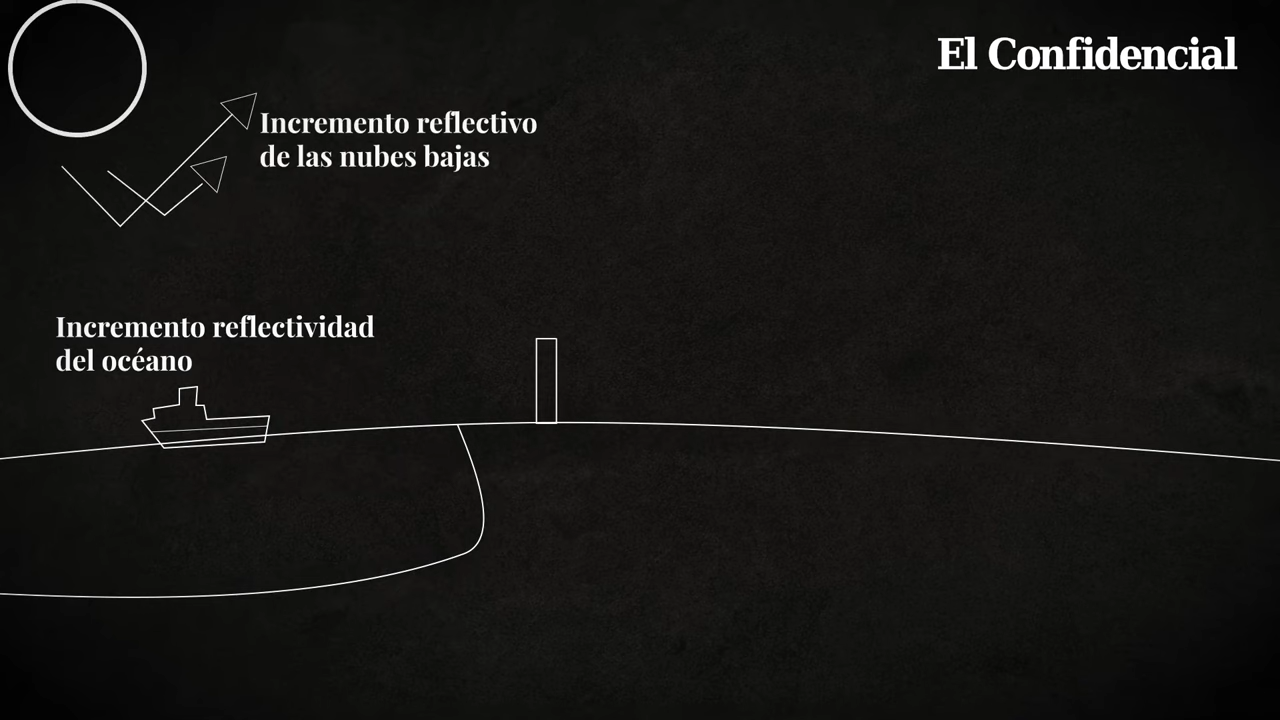 El Confidencial
Incremento reflectivo
de las nubes bajas
Incremento reflectividad
del océano